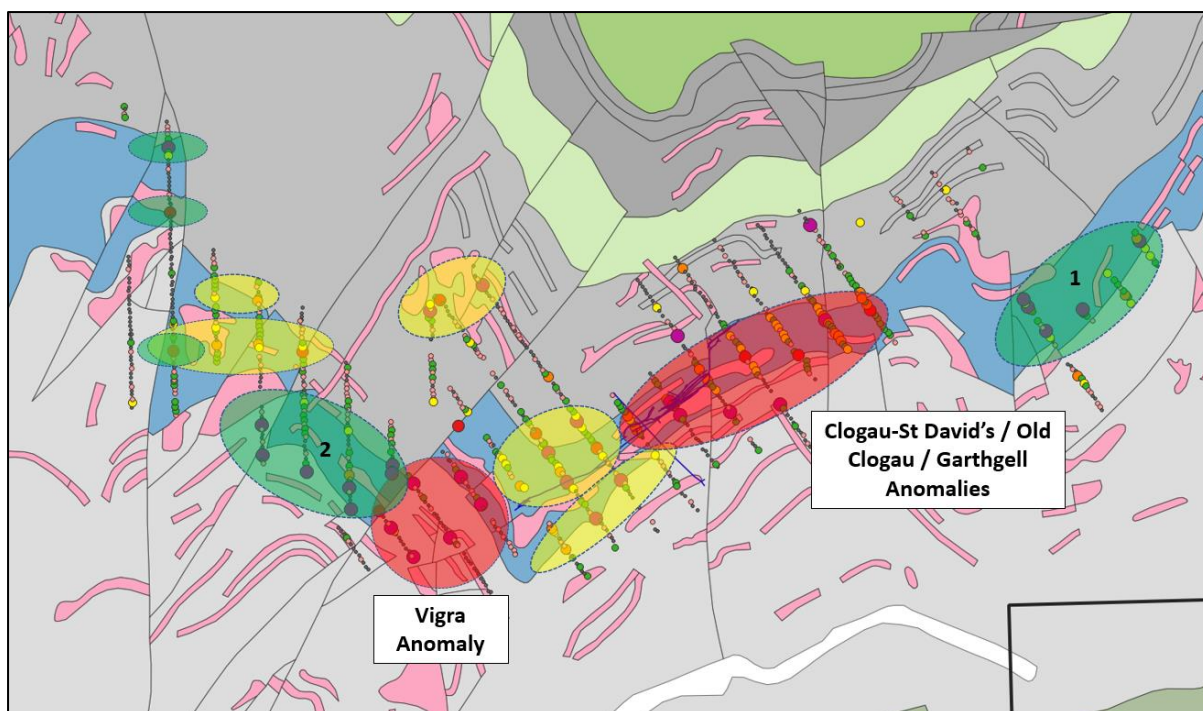 1
2
Clogau-St David's / Old
Clogau / Garthgell
Anomalies
Vigra
Anomaly